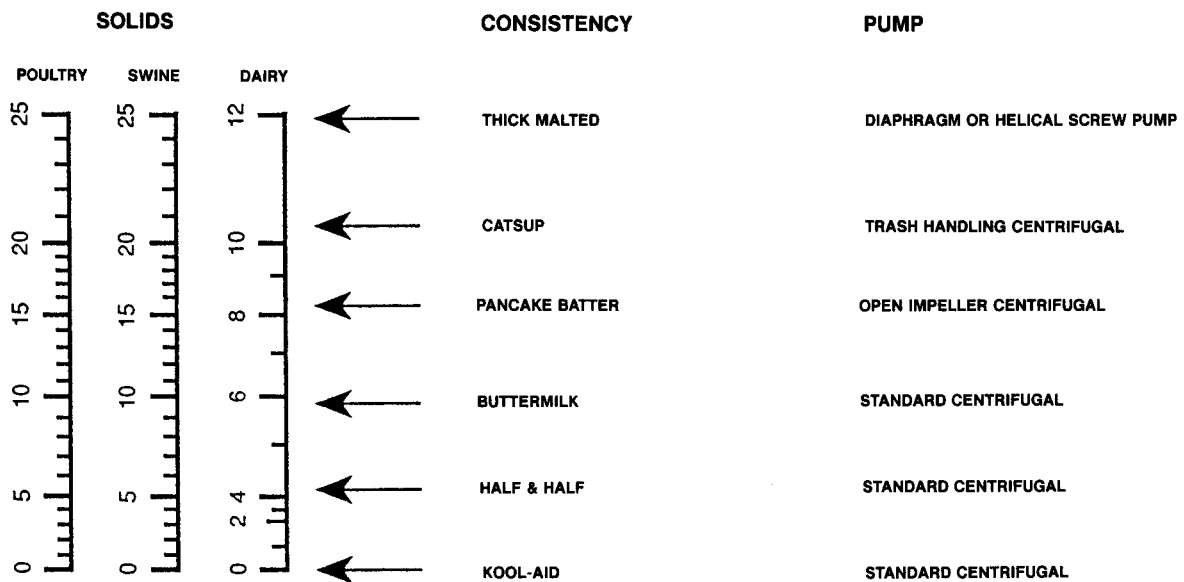 SOLIDS CONSISTENCY PUMP
POULTRY SWINE DAIRY
25 25 12 THICK MALTED DIAPHRAGM OR HELICAL SCREW PUMP
CATSUP TRASH HANDLING CENTRIFUGAL
20 20 10
PANCAKE BATTER OPEN IMPELLER CENTRIFUGAL
15 15 8
10 10 6 BUTTERMILK STANDARD CENTRIFUGAL
HALF & HALF STANDARD CENTRIFUGAL
5 5 4
2
0 0 0 KOOL-AID STANDARD CENTRIFUGAL